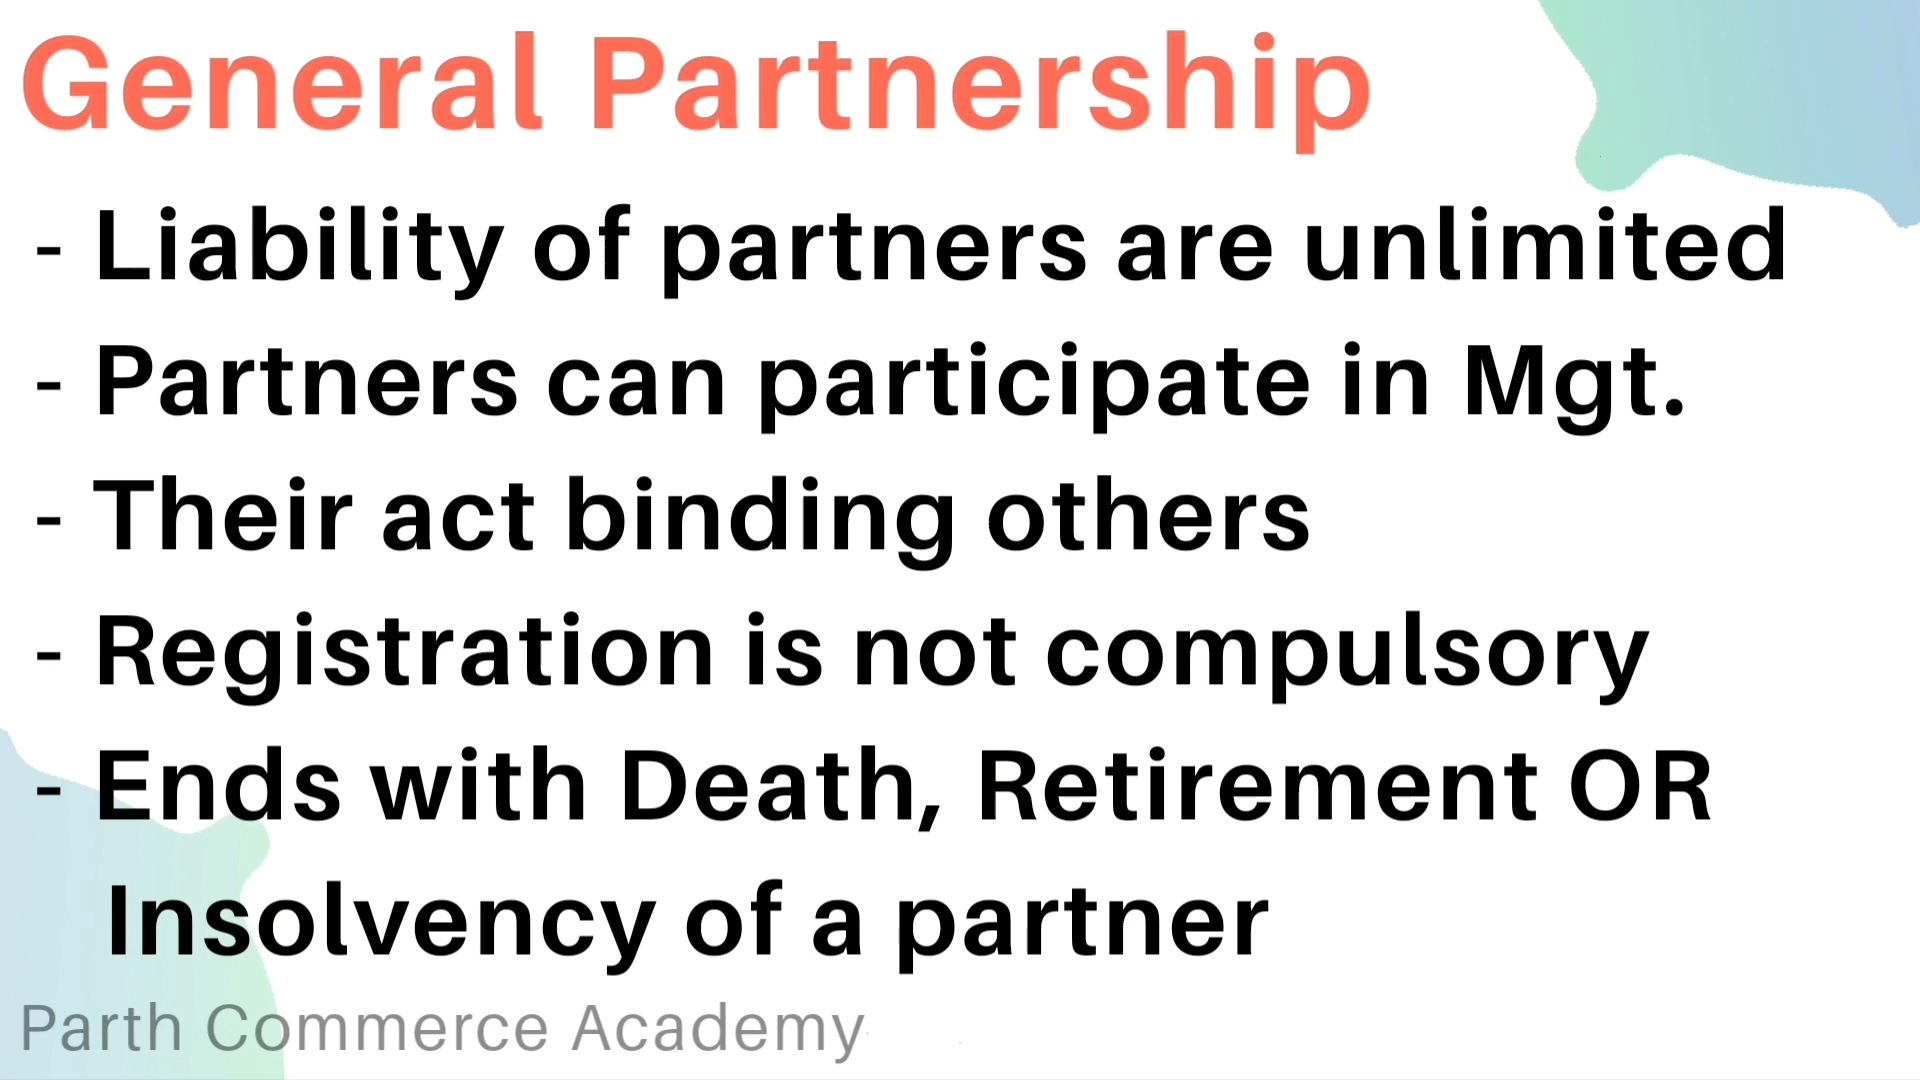 General Partnership
- Liability of partners are unlimited
- Partners can participate in Mgt.
- Their act binding others
- Registration is not compulsory
- Ends with Death, Retirement OR
Insolvency of a partner
Parth Commerce Academy